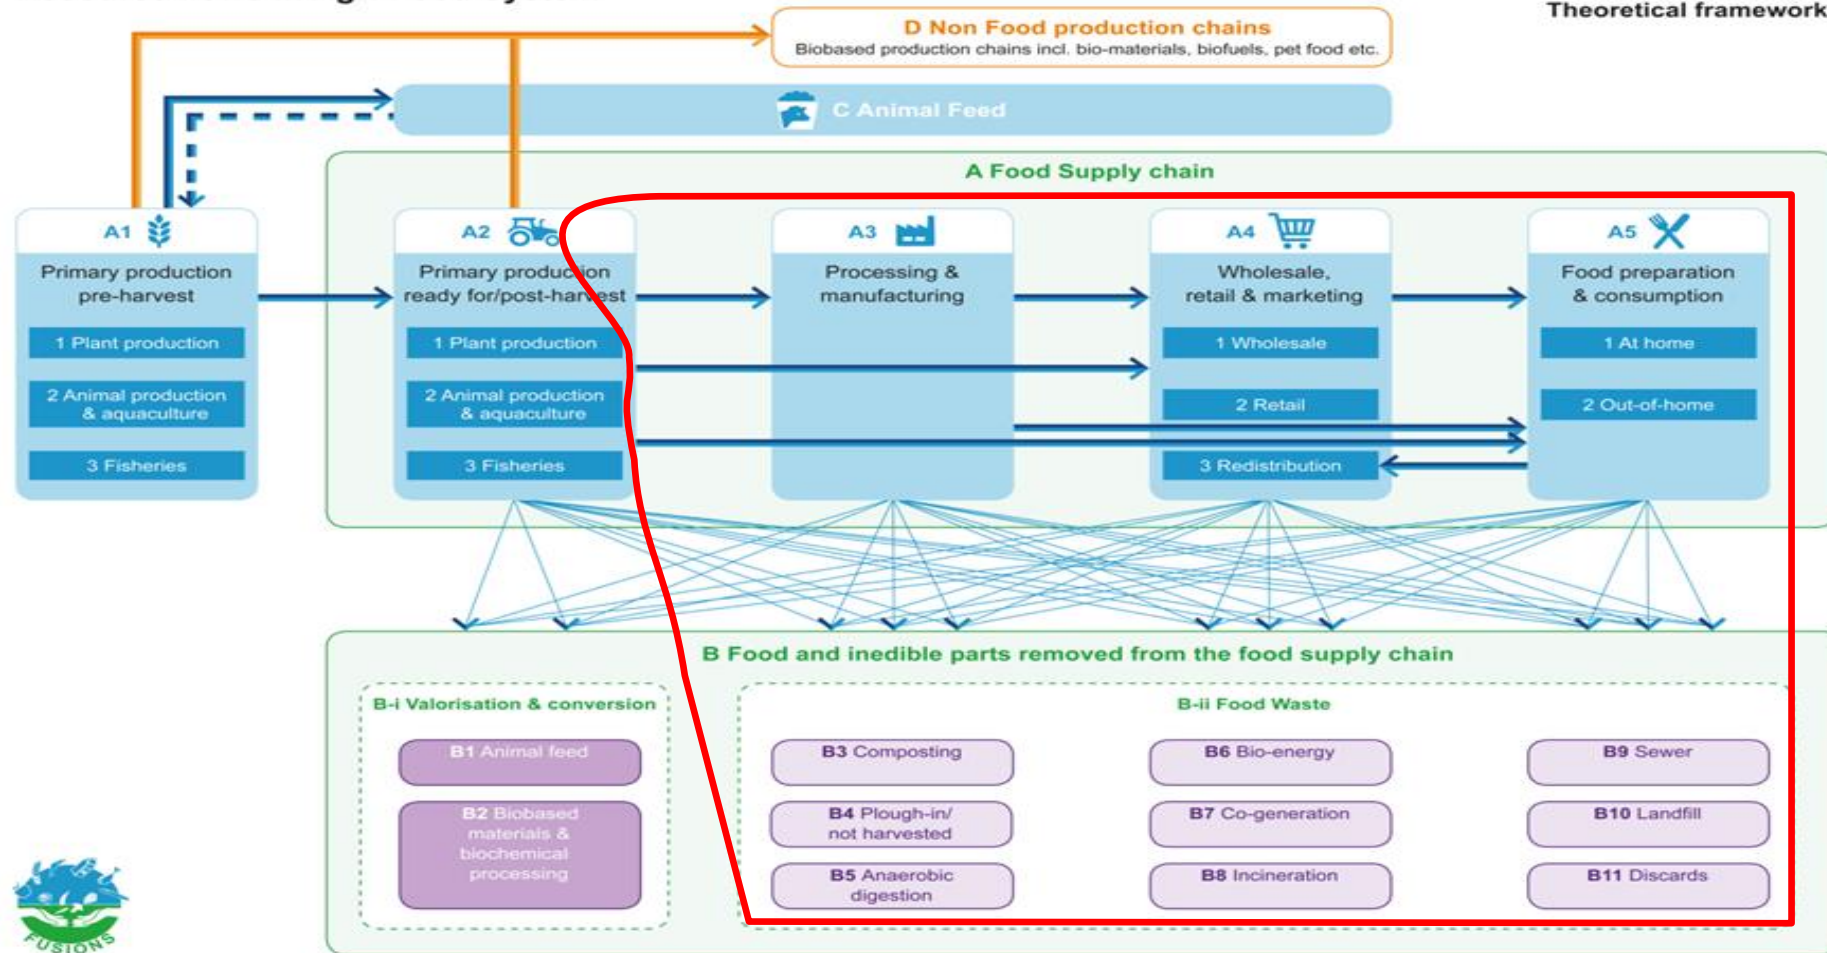 Theoretical framework
D Non Food production chains
Biobased production chains incl. bio-materials, biofuels, pet food etc.
C Animal Feed
A Food Supply chain
A1
Primary production
pre-harvest
1 Plant production
2 Animal production
& aquaculture
3 Fisheries
A2
Primary production
ready for/post-harvest
1 Plant production
2 Animal production
& aquaculture
3 Fisheries
A3
Processing &
manufacturing
A4
Wholesale,
retail & marketing
1 Wholesale
2 Retail
3 Redistribution
A5
Food preparation
& consumption
1 At home
2 Out-of-home
B Food and inedible parts removed from the food supply chain
B-i Valorisation & conversion
B1 Animal feed
B2 Biobased
materials &
biochemical
processing
B-ii Food Waste
B3 Composting
B4 Plough-in/
not harvested
B5 Anaerobic
digestion
B6 Bio-energy
B7 Co-generation
B8 Incineration
B9 Sewer
B10 Landfill
B11 Discards
FUSIONS